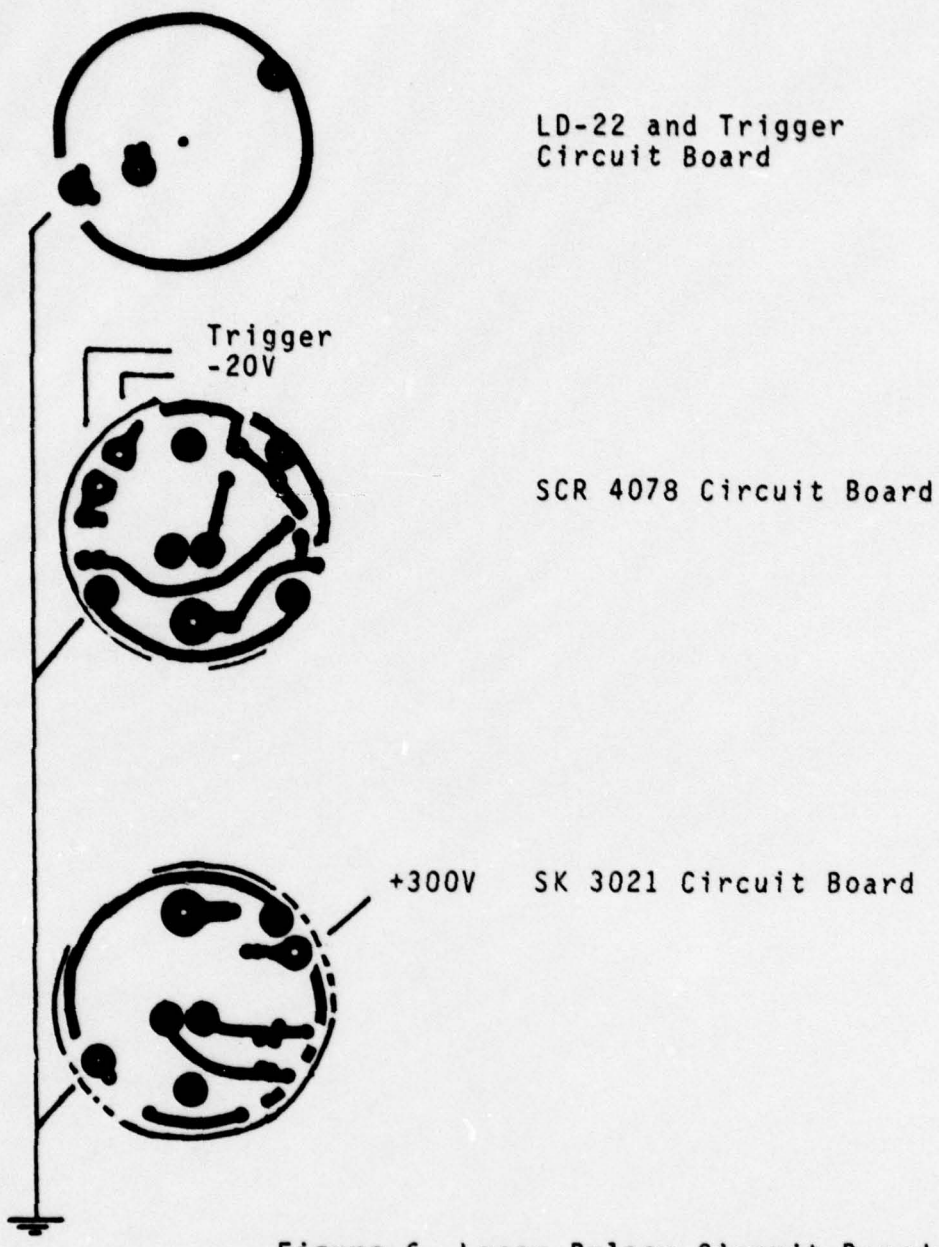 LD-22 and Trigger
Circuit Board
Trigger
-20V
SCR 4078 Circuit Board
+300V SK 3021 Circuit Board